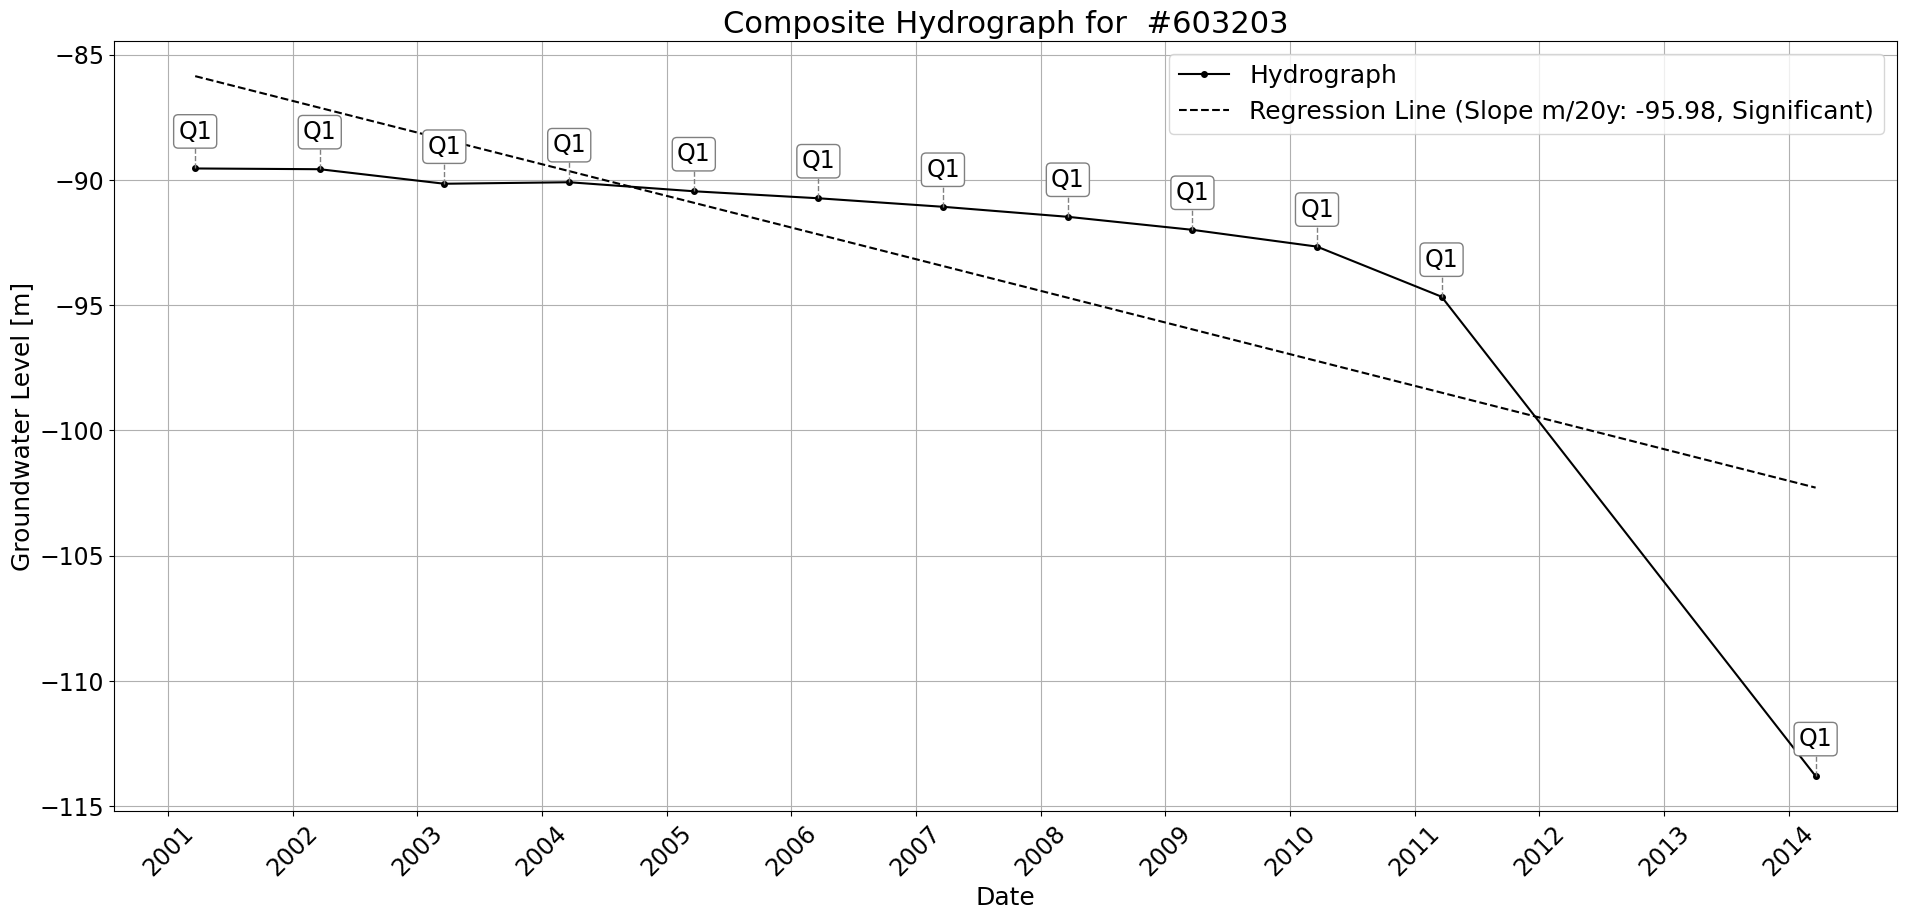 Composite Hydrograph for  #603203
Hydrograph
Regression Line (Slope m/20y: -95.98, Significant)
Q1
Q1
Q1
Q1
Q1
Q1
Q1
Q1
Q1
Q1
Q1
Q1
Groundwater Level [m]
−85
−90
−95
−100
−105
−110
−115
2001
2002
2003
2004
2005
2006
2007
2008
2009
2010
2011
2012
2013
2014
Date